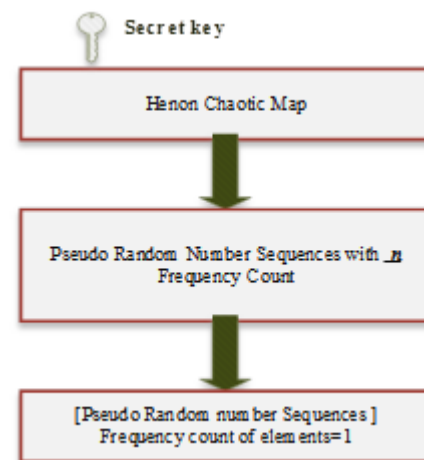 Secret key
Henon Chaotic Map
Pseudo Random Number Sequences with n
Frequency Count
[Pseudo Random number Sequences ]
Frequency count of elements=1